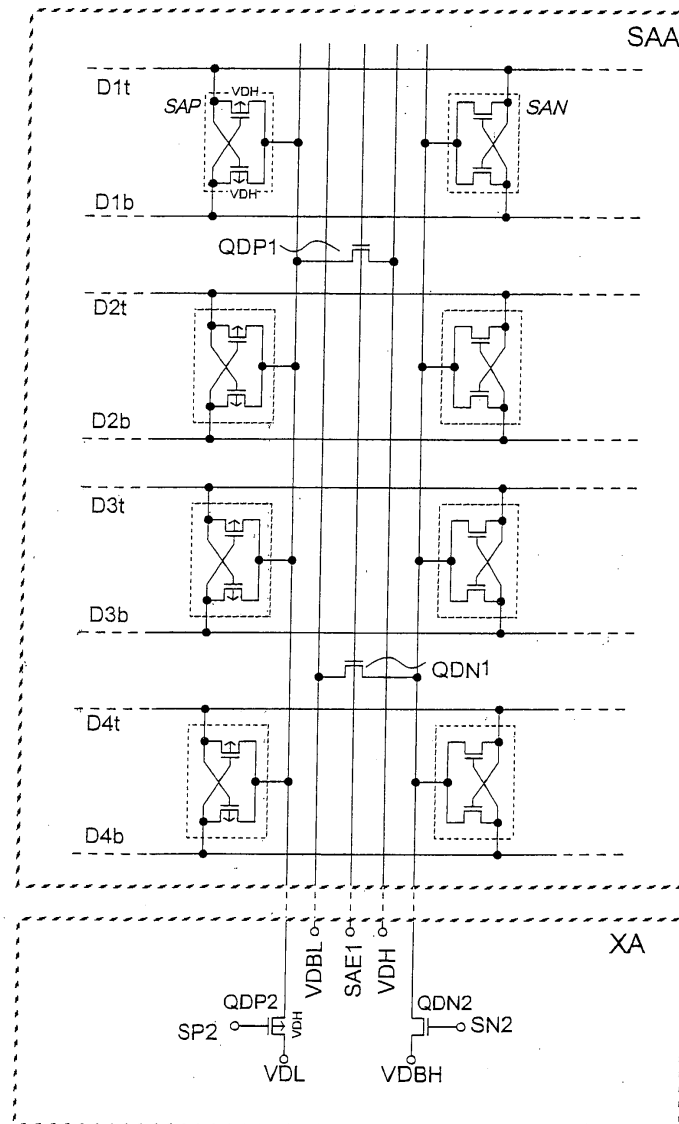 SAA
D1t
SAP
VDH
SAN
VDH
D1b
QDP1
D2t
D2b
D3t
D3b
QDN1
D4t
D4b
XA
VDBL
SAE1
VDH
QDP2
VDH
QDN2
SP2
SN2
VDL
VDBH